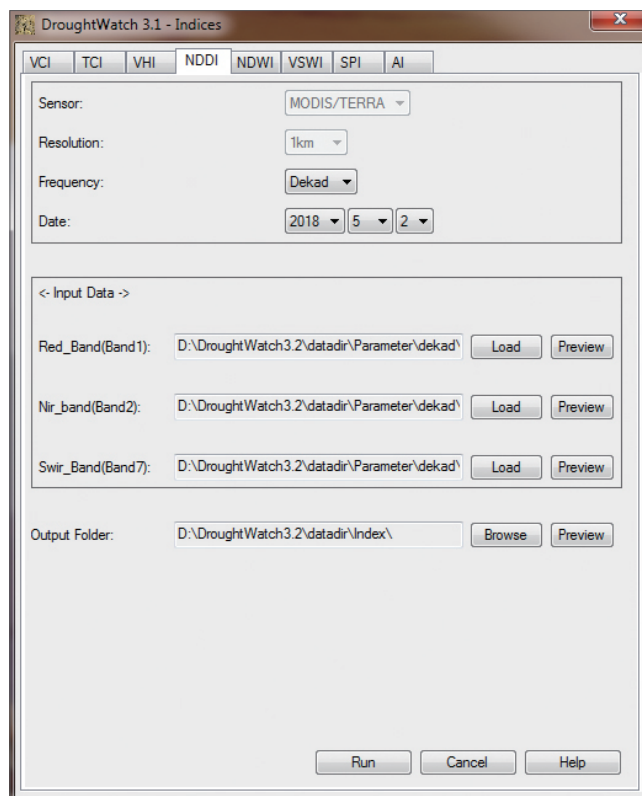 DroughtWatch 3.1 - Indices
VCI TCI VHI NDDI NDWI VSWI SPI AI
Sensor: MODIS/TERRA
Resolution: 1km
Frequency: Dekad
Date: 2018 5 2
<- Input Data ->
Red_Band(Band1): D:\DroughtWatch3.2\datadir\Parameter\dekad\ Load Preview
Nir_band(Band2): D:\DroughtWatch3.2\datadir\Parameter\dekad\ Load Preview
Swir_Band(Band7): D:\DroughtWatch3.2\datadir\Parameter\dekad\ Load Preview
Output Folder: D:\DroughtWatch3.2\datadir\Index\ Browse Preview
Run Cancel Help